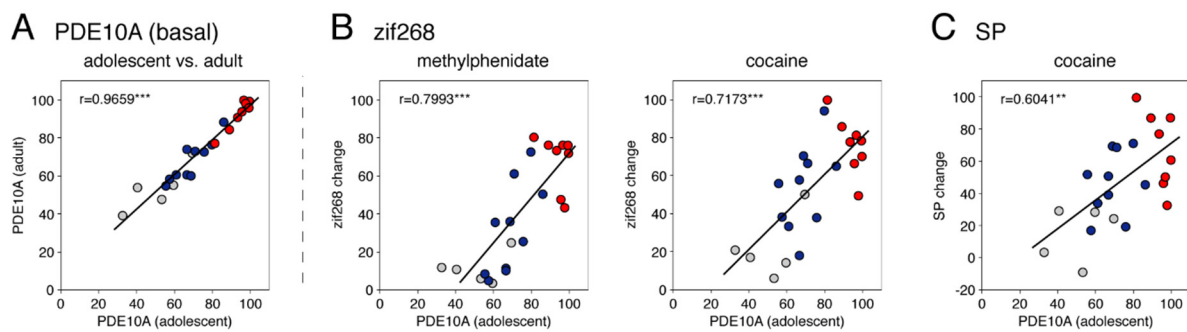 A PDE10A (basal)
adolescent vs. adult
r=0.9659***
PDE10A (adult)
100
80
60
40
20
0
0 20 40 60 80 100
PDE10A (adolescent)
B zif268
methylphenidate
r=0.7993***
zif268 change
100
80
60
40
20
0
0 20 40 60 80 100
PDE10A (adolescent)
cocaine
r=0.7173***
zif268 change
100
80
60
40
20
0
0 20 40 60 80 100
PDE10A (adolescent)
C SP
cocaine
r=0.6041**
SP change
100
80
60
40
20
0
-20
0 20 40 60 80 100
PDE10A (adolescent)